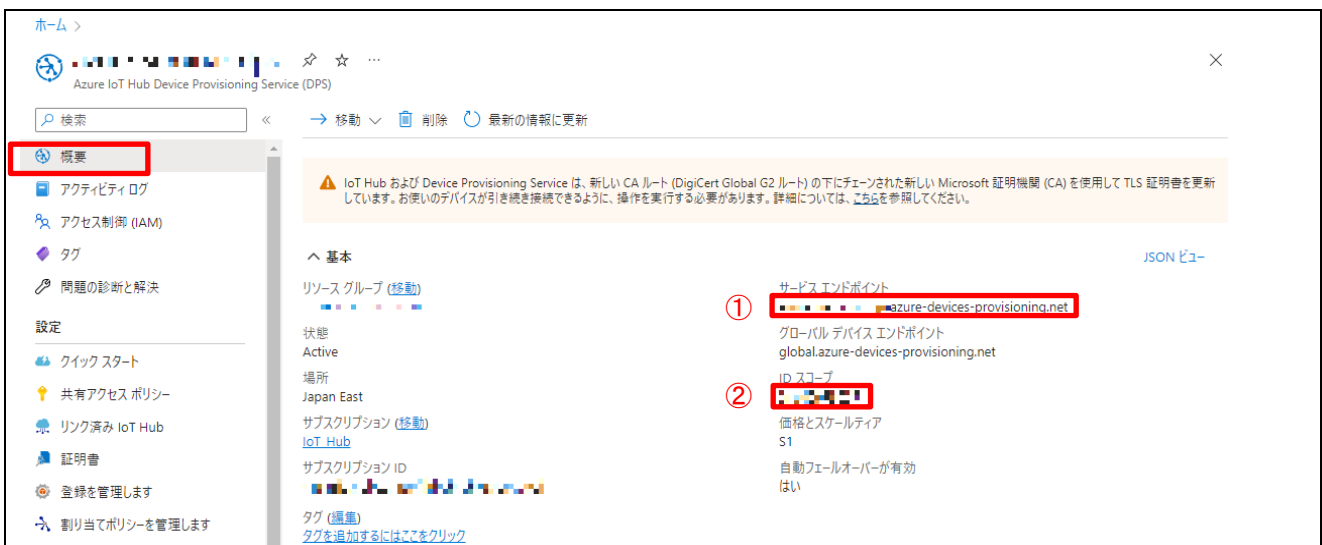 ホーム >
Azure IoT Hub Device Provisioning Service (DPS)
検索
«
移動
削除
最新の情報に更新
概要
アクティビティ ログ
アクセス制御 (IAM)
タグ
問題の診断と解決
設定
クイック スタート
共有アクセス ポリシー
リンク済み IoT Hub
証明書
登録を管理します
割り当てポリシーを管理します
IoT Hub および Device Provisioning Service は、新しい CA ルート (DigiCert Global G2 ルート) の下にチェーンされた新しい Microsoft 証明機関 (CA) を使用して TLS 証明書を更新
しています。お使いのデバイスが引き続き接続できるように、操作を実行する必要があります。詳細については、こちらを参照してください。
基本
JSON ビュー
リソース グループ (移動)
状態
Active
場所
Japan East
サブスクリプション (移動)
IoT Hub
サブスクリプション ID
タグ (編集)
タグを追加するにはここをクリック
サービス エンドポイント
① azure-devices-provisioning.net
グローバル デバイス エンドポイント
global.azure-devices-provisioning.net
ID スコープ
②
価格とスケールティア
S1
自動フェールオーバーが有効
はい